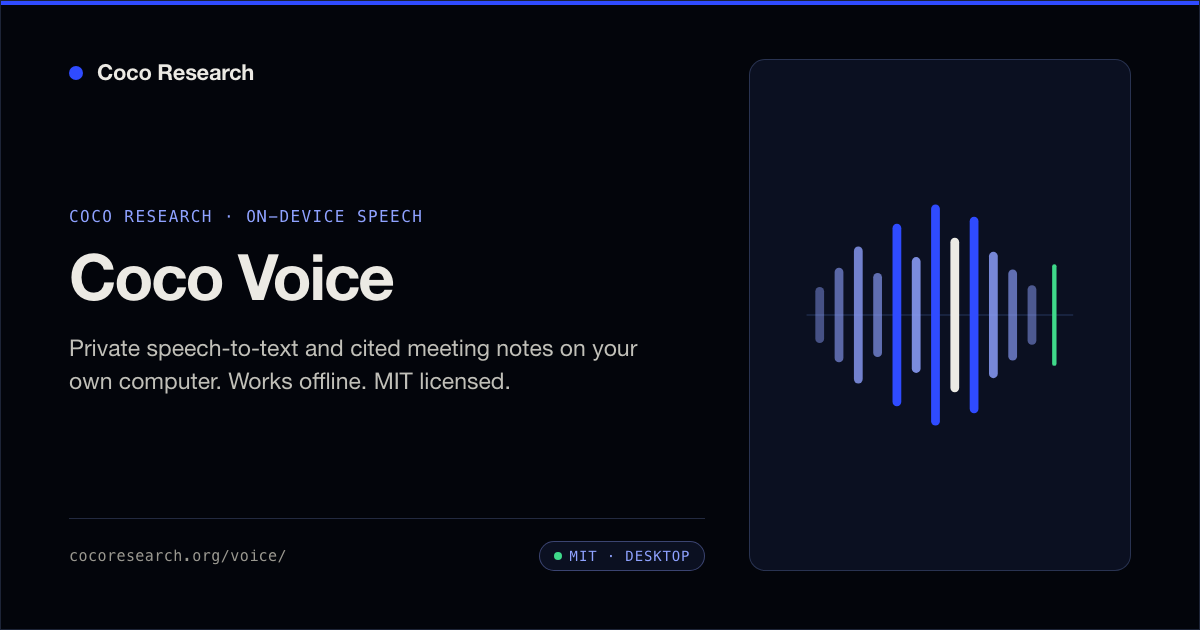 Coco Research
COCO RESEARCH · ON-DEVICE SPEECH
Coco Voice
Private speech-to-text and cited meeting notes on your
own computer. Works offline. MIT licensed.
cocoresearch.org/voice/
MIT · DESKTOP